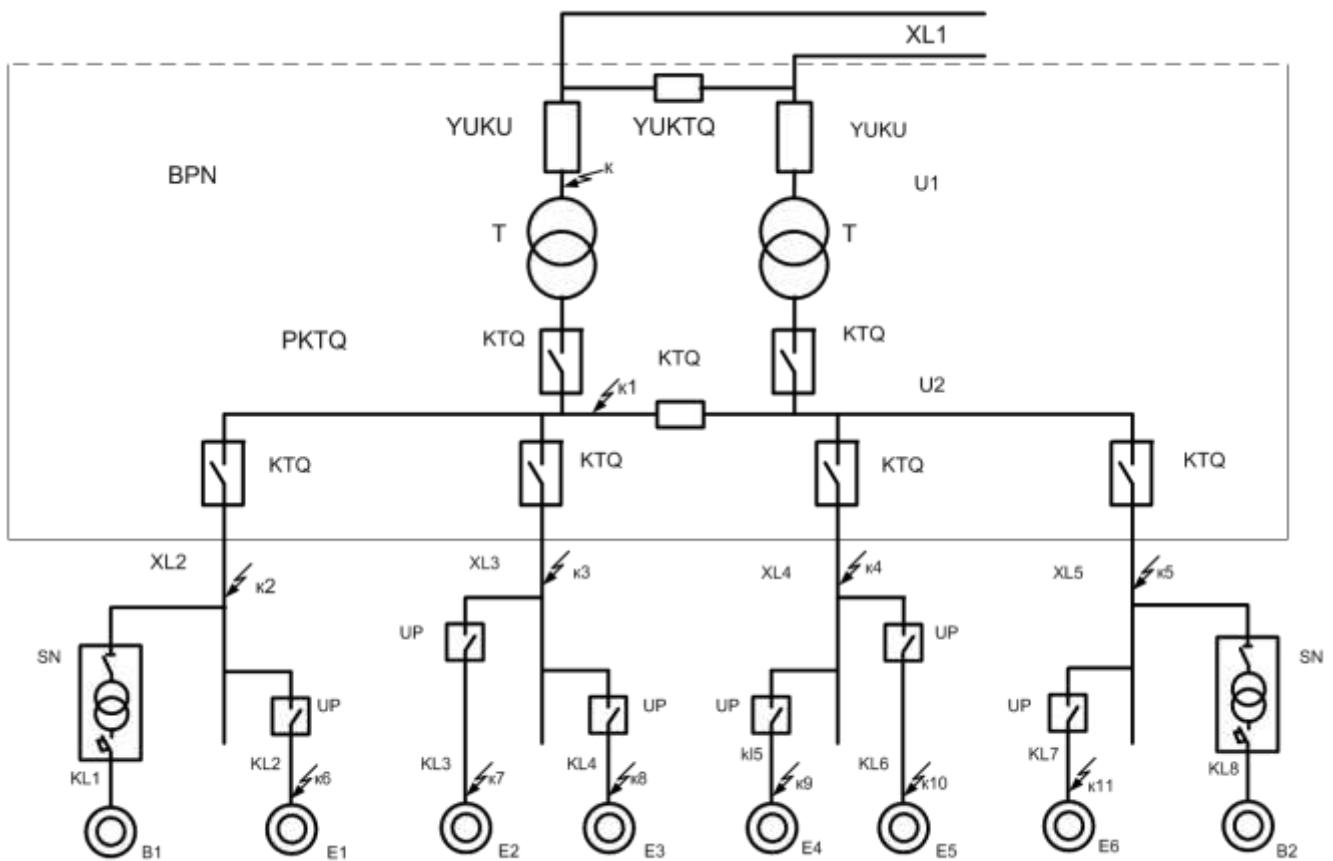 XL1
YUKU
YUKTQ
YUKU
BPN
к
U1
T
T
PKTQ
KTQ
KTQ
KTQ
к1
U2
KTQ
KTQ
KTQ
KTQ
XL2
к2
XL3
к3
XL4
к4
XL5
к5
SN
UP
UP
UP
UP
UP
UP
SN
KL1
KL2
к6
KL3
к7
KL4
к8
kl5
к9
KL6
к10
KL7
к11
KL8
B1
E1
E2
E3
E4
E5
E6
B2